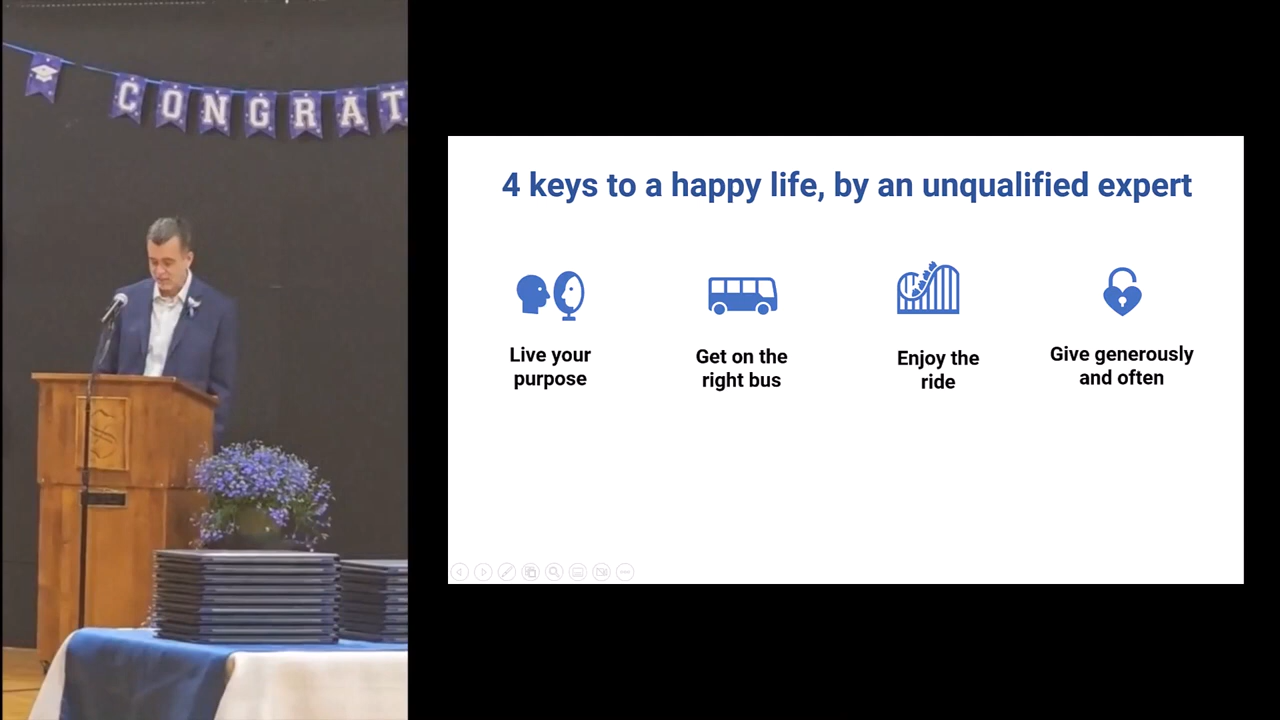 CONGRAT
S
4 keys to a happy life, by an unqualified expert
Live your
purpose
Get on the
right bus
Enjoy the
ride
Give generously
and often